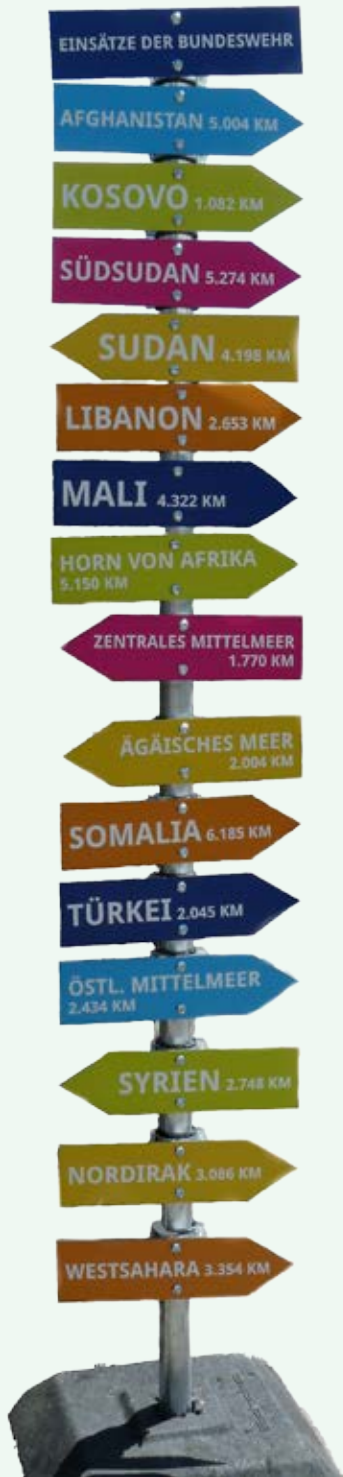 EINSÄTZE DER BUNDESWEHR
AFGHANISTAN 5.004 KM
KOSOVO 1.082 KM
SÜDSUDAN 5.274 KM
SUDAN 4.198 KM
LIBANON 2.653 KM
MALI 4.322 KM
HORN VON AFRIKA
5.150 KM
ZENTRALES MITTELMEER
1.770 KM
ÄGÄISCHES MEER
2.004 KM
SOMALIA 6.185 KM
TÜRKEI 2.045 KM
ÖSTL. MITTELMEER
2.434 KM
SYRIEN 2.748 KM
NORDIRAK 3.086 KM
WESTSAHARA 3.354 KM